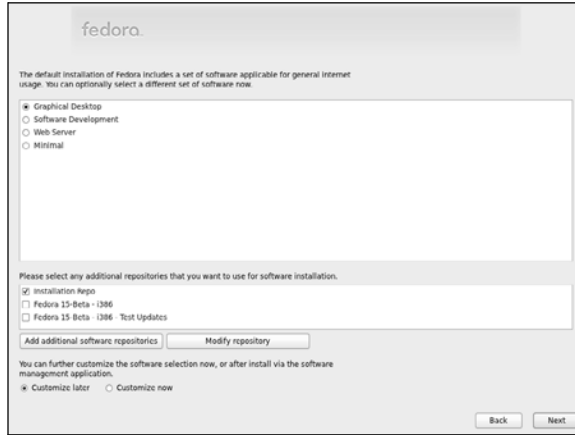 fedora.
The default installation of Fedora includes a set of software applicable for general internet
usage. You can optionally select a different set of software now.
Graphical Desktop
Software Development
Web Server
Minimal
Please select any additional repositories that you want to use for software installation.
Installation Repo
Fedora 15-Beta - i386
Fedora 15-Beta - i386 - Test Updates
Add additional software repositories
Modify repository
You can further customize the software selection now, or after install via the software
management application.
Customize later
Customize now
Back
Next